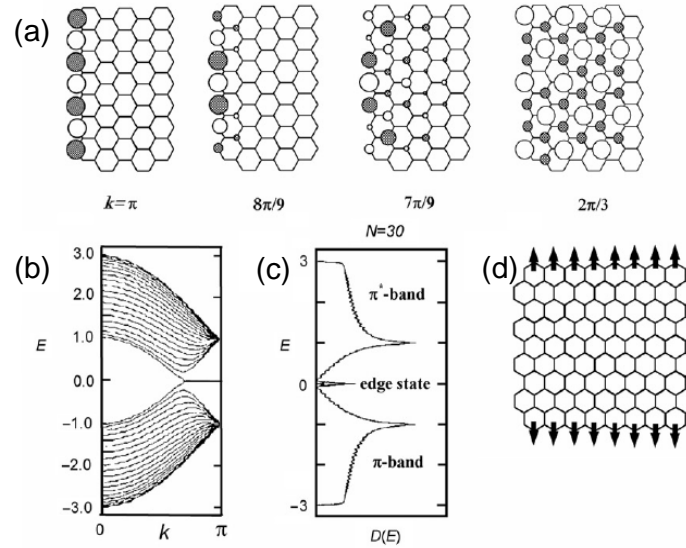 (a)
k=π
8π/9
7π/9
2π/3
(b)
3.0
2.0
1.0
E
0.0
-1.0
-2.0
-3.0
0
k
π
(c)
N=30
3
π*-band
E
0
edge state
π-band
-3
D(E)
(d)